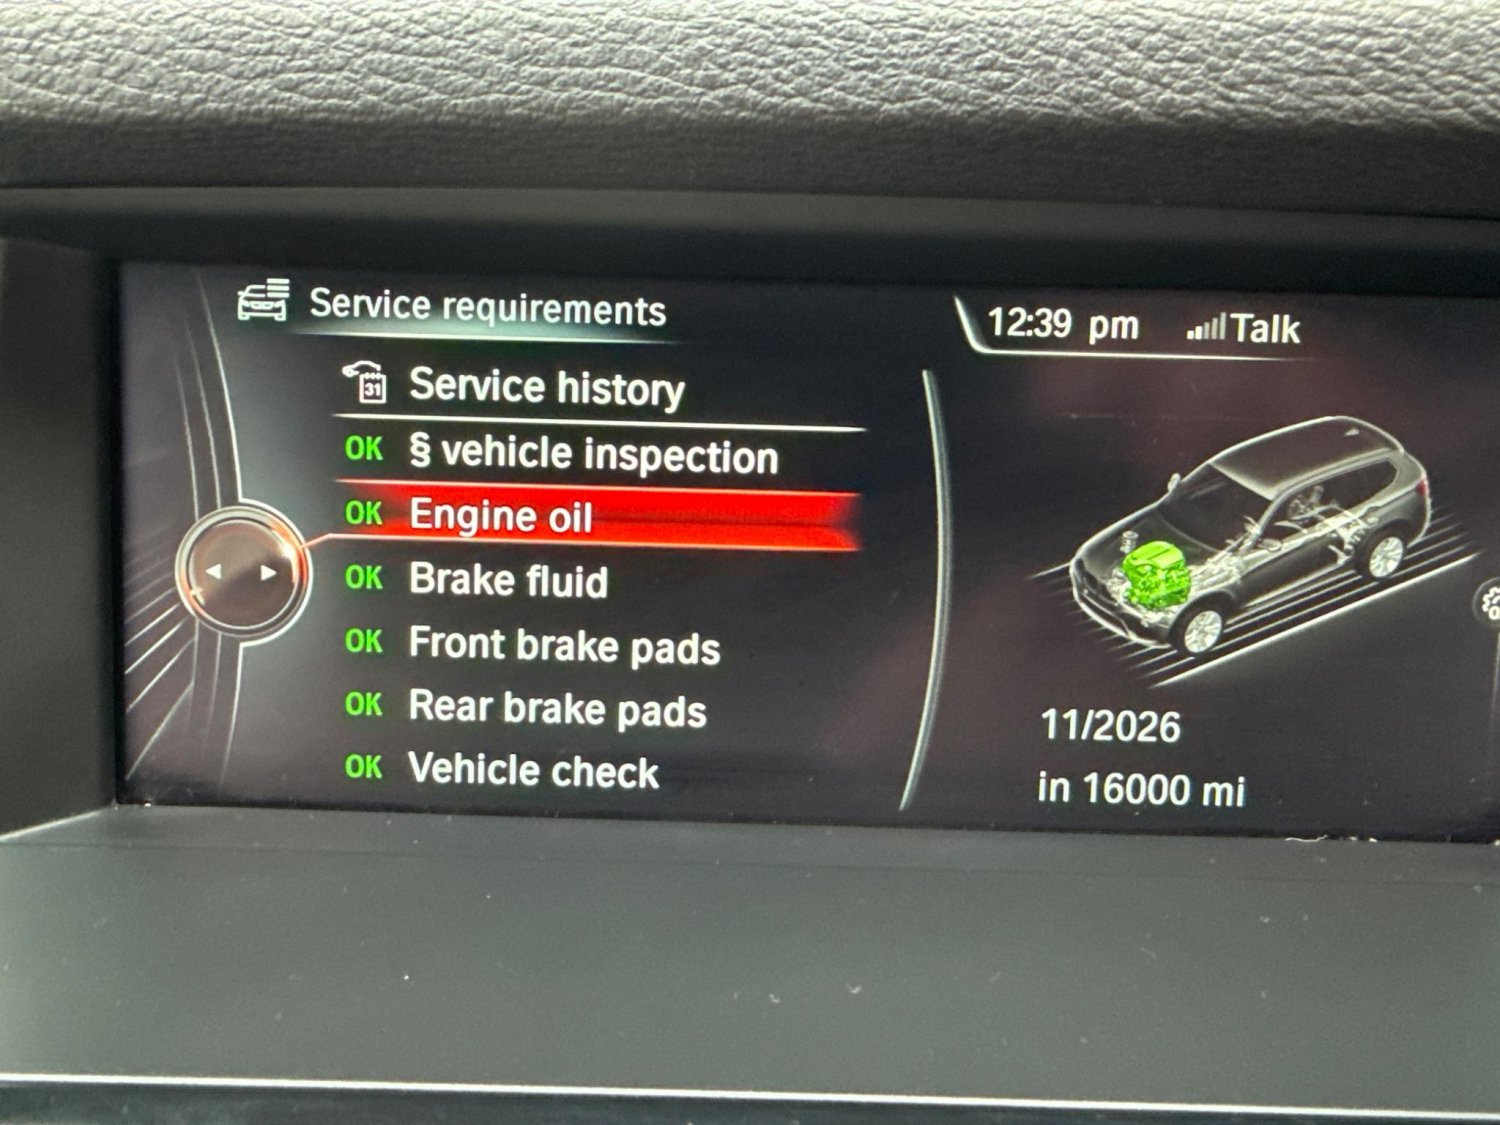 Service requirements
12:39 pm Talk
31 Service history
OK § vehicle inspection
OK Engine oil
OK Brake fluid
OK Front brake pads
OK Rear brake pads
OK Vehicle check
11/2026
in 16000 mi